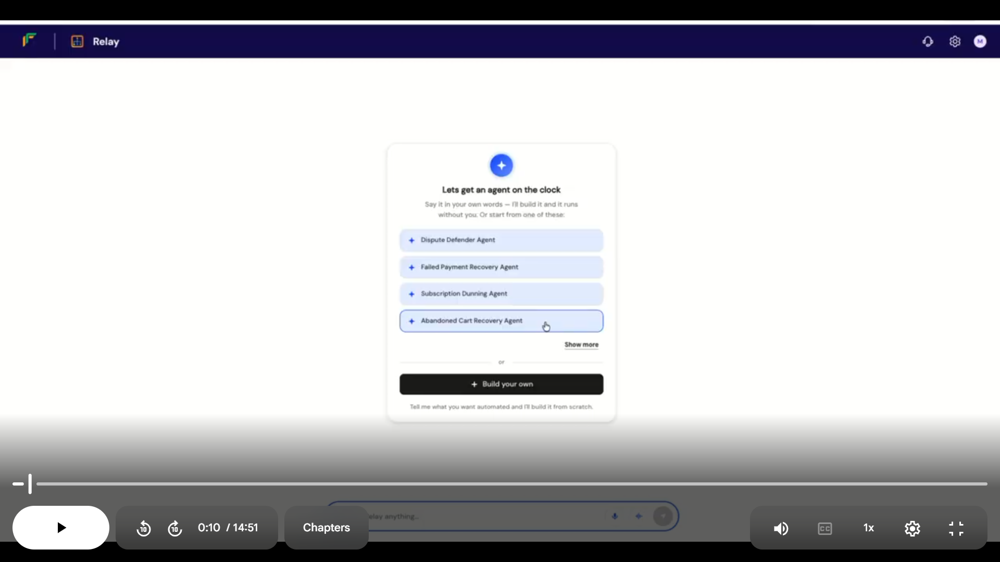 Relay
M
Lets get an agent on the clock
Say it in your own words — I'll build it and it runs
without you. Or start from one of these:
Dispute Defender Agent
Failed Payment Recovery Agent
Subscription Dunning Agent
Abandoned Cart Recovery Agent
Show more
or
+ Build your own
Tell me what you want automated and I'll build it from scratch.
anything...
10 10 0:10 / 14:51 Chapters CC 1x